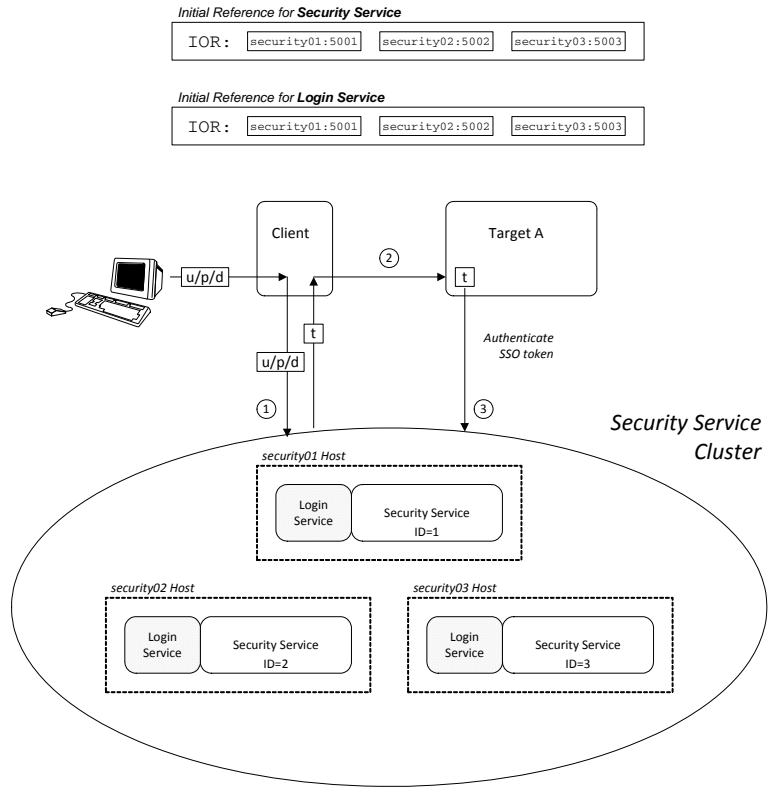 Initial Reference for Security Service
IOR: security01:5001 security02:5002 security03:5003
Initial Reference for Login Service
IOR: security01:5001 security02:5002 security03:5003
Client
Target A
2
u/p/d
t
t
Authenticate
SSO token
u/p/d
1
3
Security Service
Cluster
security01 Host
Login
Service
Security Service
ID=1
security02 Host
Login
Service
Security Service
ID=2
security03 Host
Login
Service
Security Service
ID=3